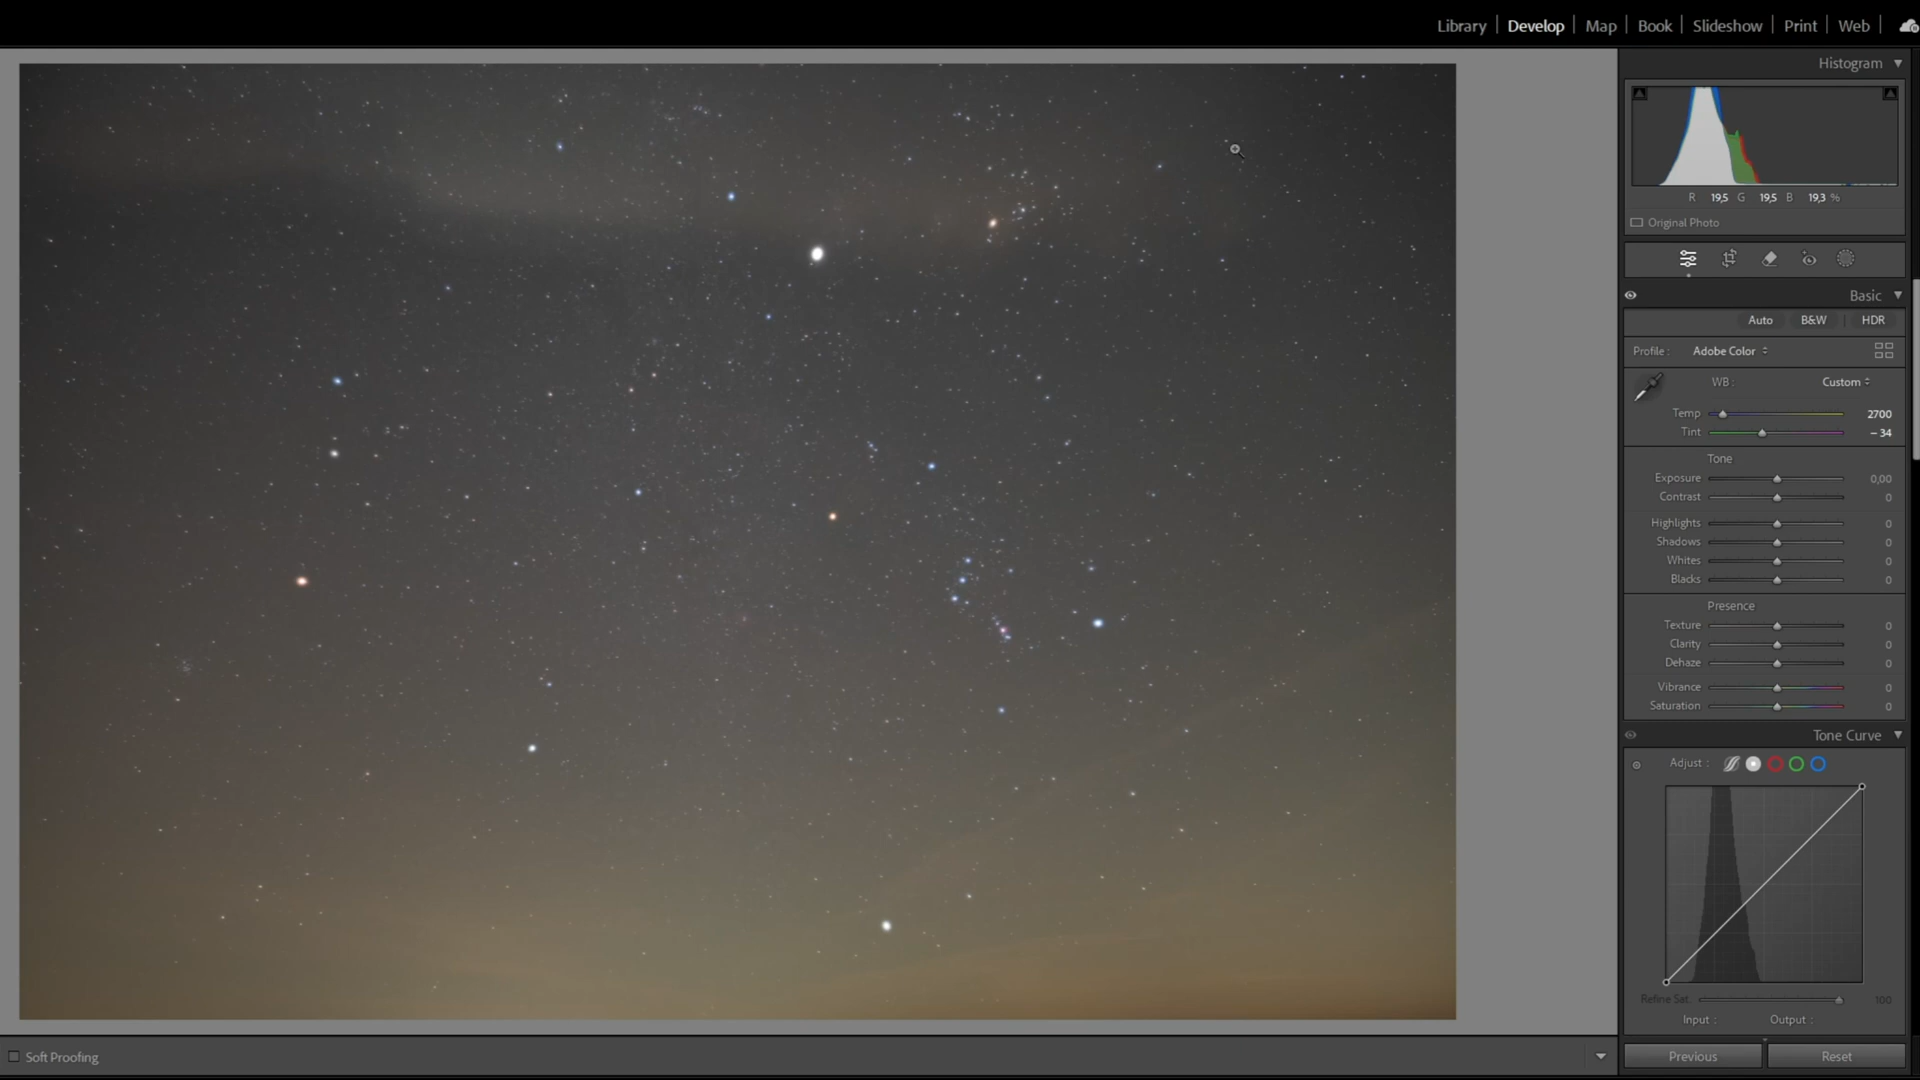 Library | Develop | Map | Book | Slideshow | Print | Web |
Histogram
R 19,5 G 19,5 B 19,3 %
Original Photo
Basic
Auto B&W | HDR
Profile : Adobe Color
WB : Custom
Temp 2700
Tint – 34
Tone
Exposure 0,00
Contrast 0
Highlights 0
Shadows 0
Whites 0
Blacks 0
Presence
Texture 0
Clarity 0
Dehaze 0
Vibrance 0
Saturation 0
Tone Curve
Adjust :
Refine Sat. 100
Input : Output :
Soft Proofing
Previous Reset